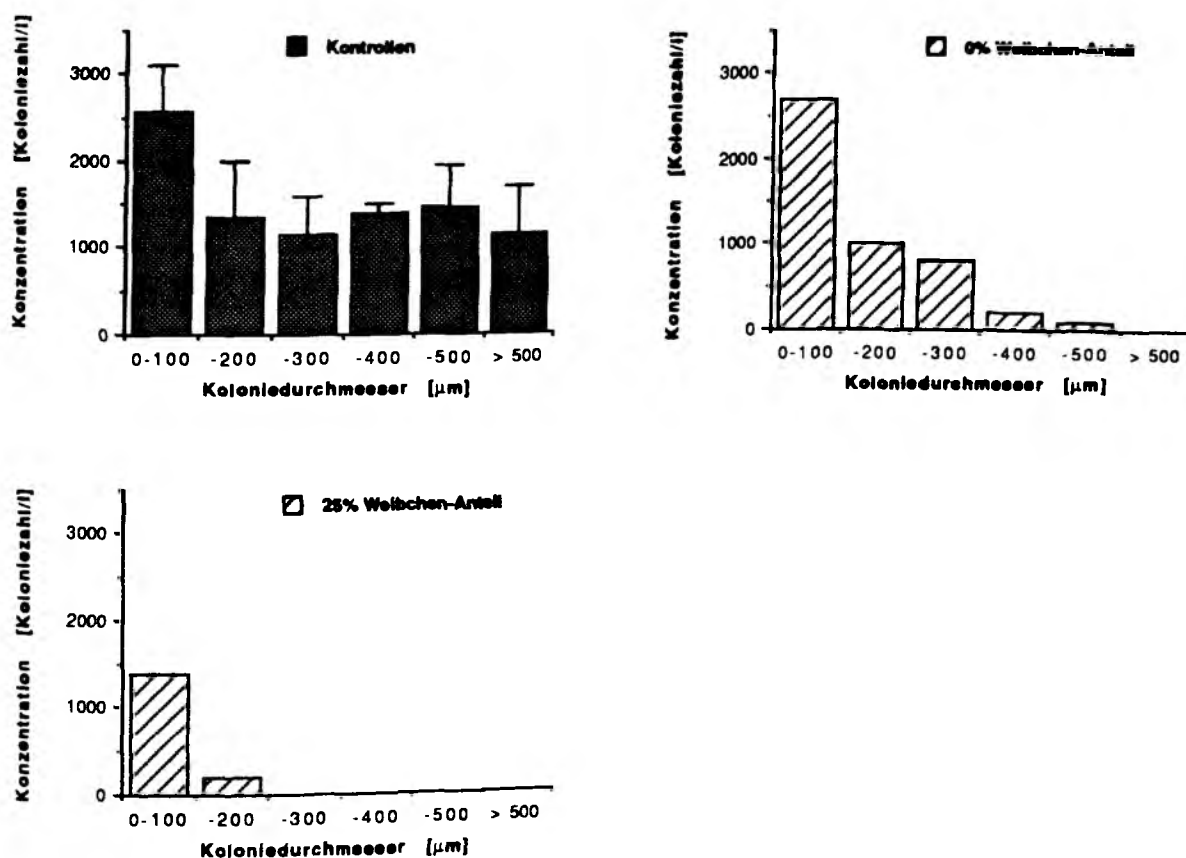 Kontrollen
Konzentration [Koloniezahl/l]
3000
2000
1000
0
0-100 -200 -300 -400 -500 > 500
Koloniedurchmesser [µm]
0% Weibchen-Anteil
Konzentration [Koloniezahl/l]
3000
2000
1000
0
0-100 -200 -300 -400 -500 > 500
Koloniedurchmesser [µm]
25% Weibchen-Anteil
Konzentration [Koloniezahl/l]
3000
2000
1000
0
0-100 -200 -300 -400 -500 > 500
Koloniedurchmesser [µm]